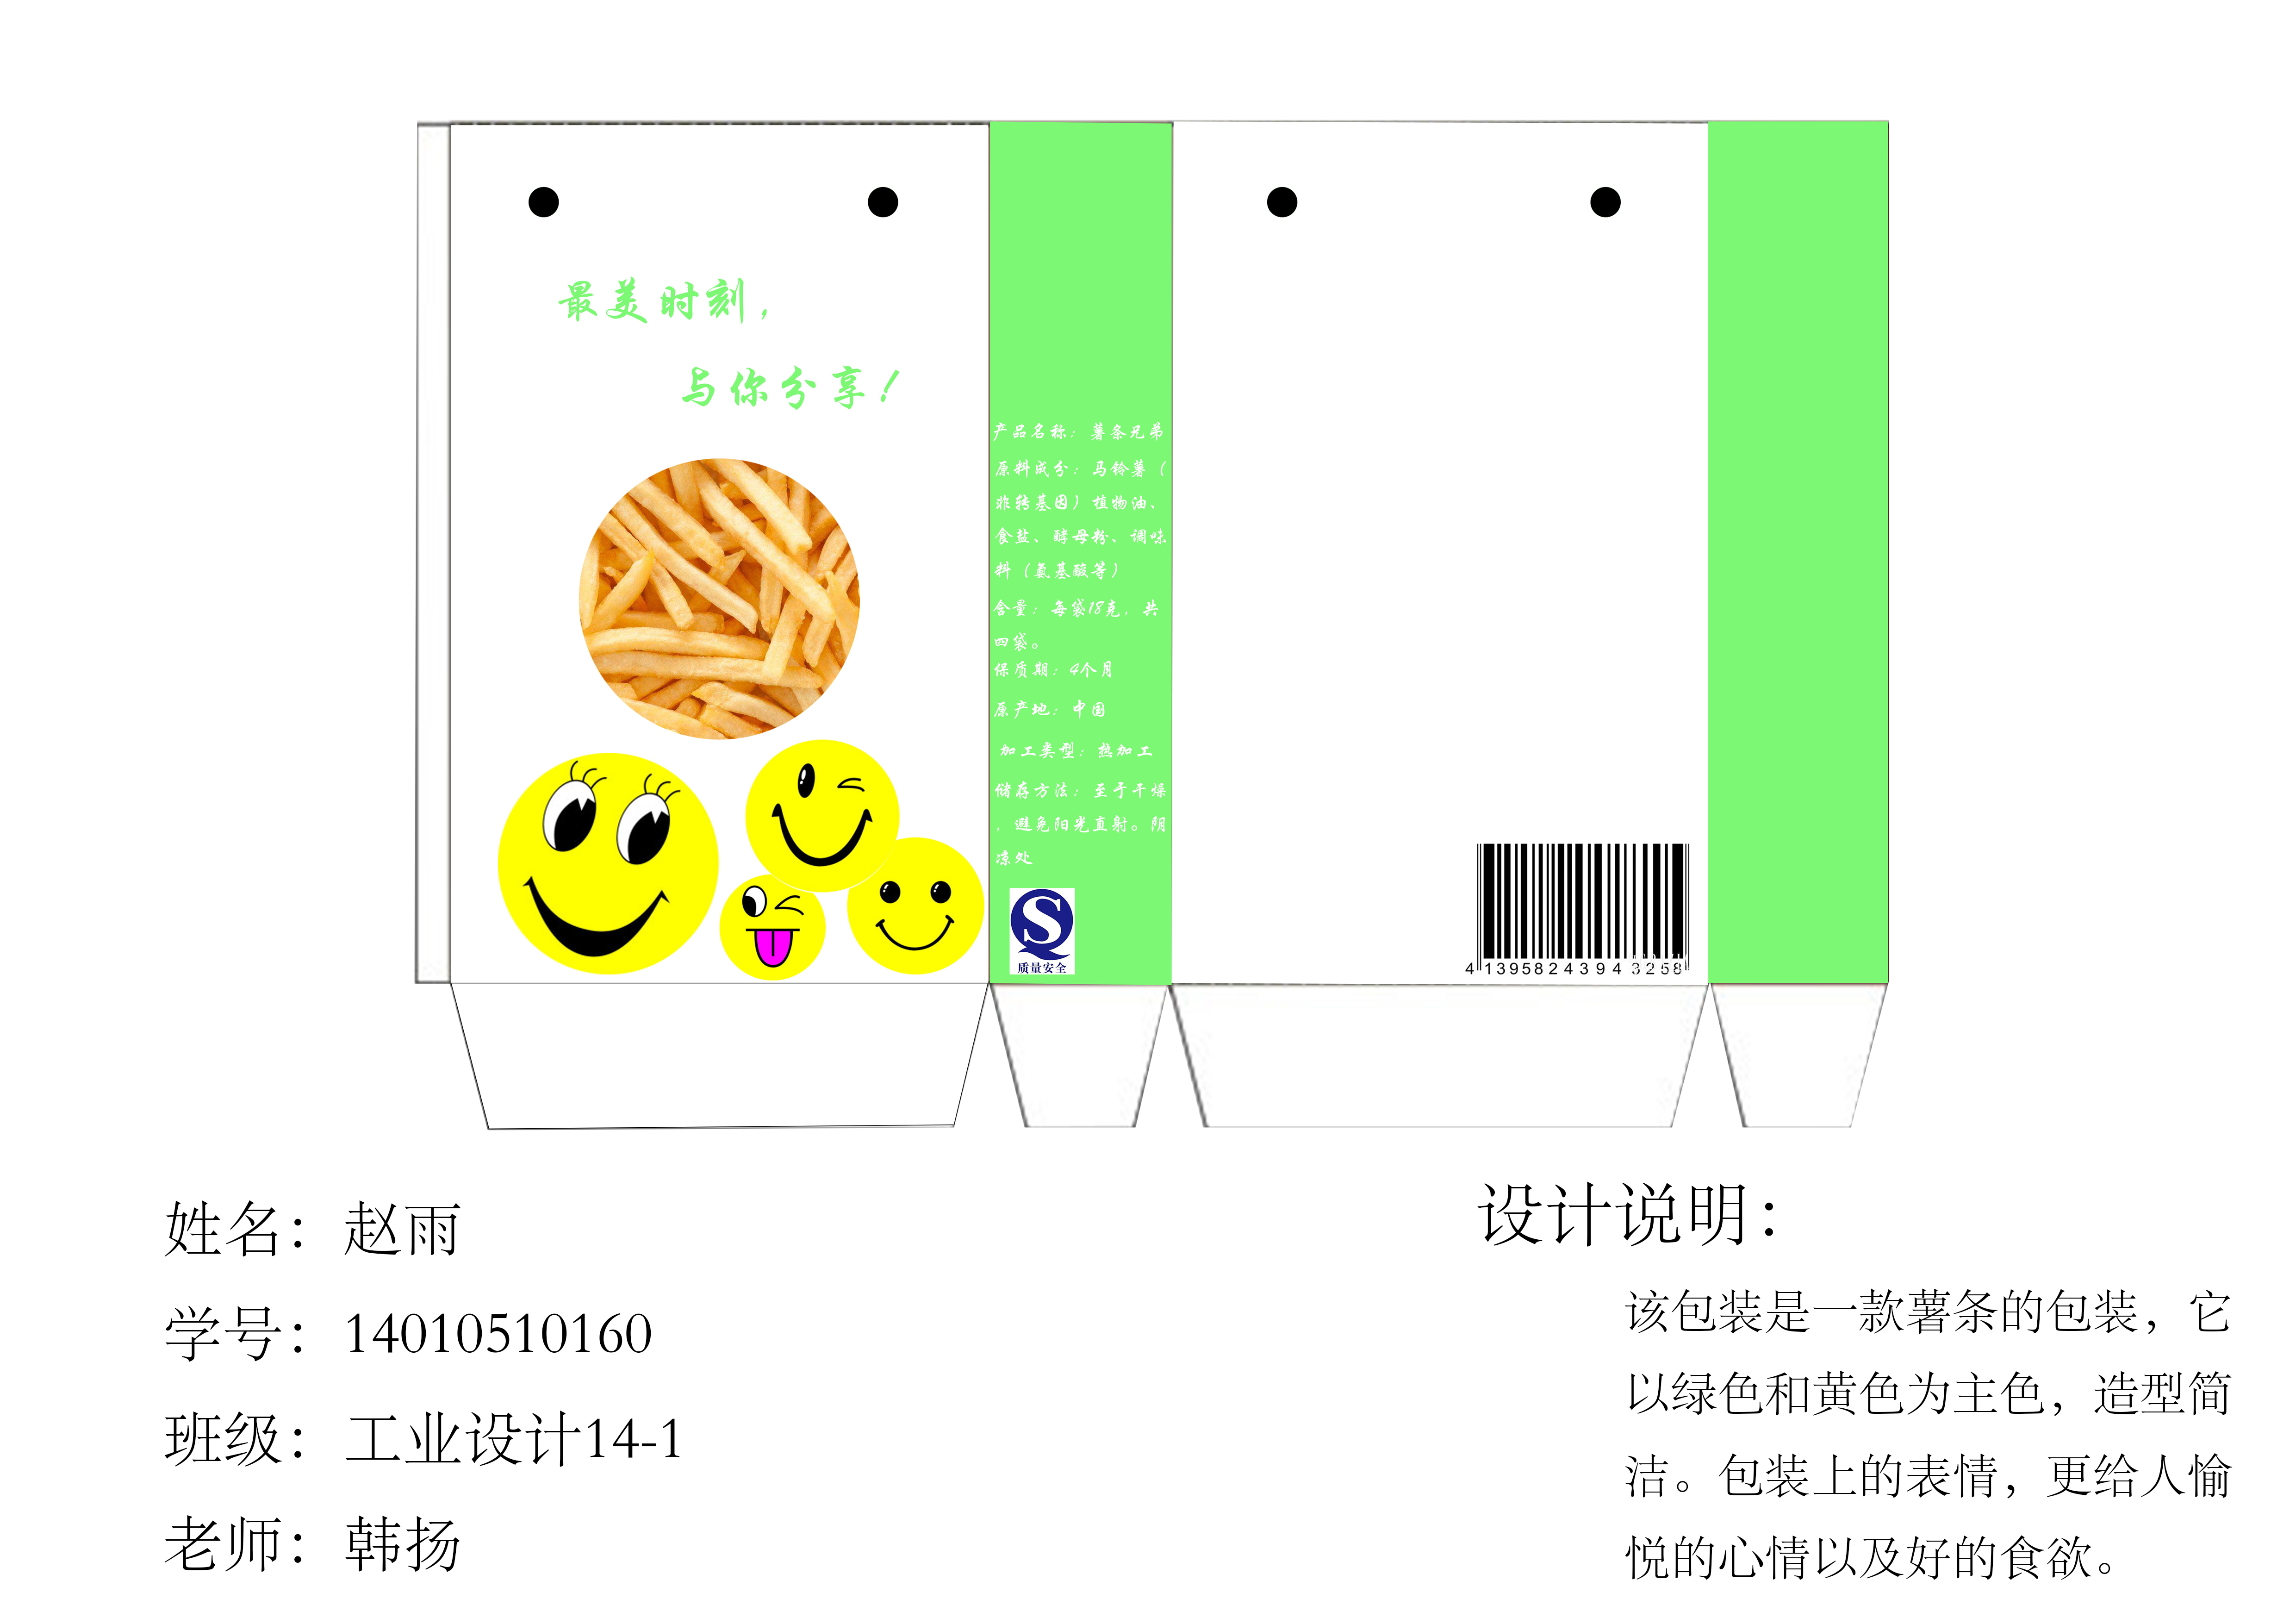 最美时刻，
与你分享！
产品名称：薯条兄弟
原料成分：马铃薯（
非转基因）植物油、
食盐、酵母粉、调味
料（氨基酸等）
含量：每袋18克，共
四袋。
保质期：4个月
原产地：中国
加工类型：热加工
储存方法：至于干燥
，避免阳光直射。阴
凉处
质量安全
姓名：赵雨
学号：14010510160
班级：工业设计14-1
老师：韩扬
设计说明：
该包装是一款薯条的包装，它
以绿色和黄色为主色，造型简
洁。包装上的表情，更给人愉
悦的心情以及好的食欲。